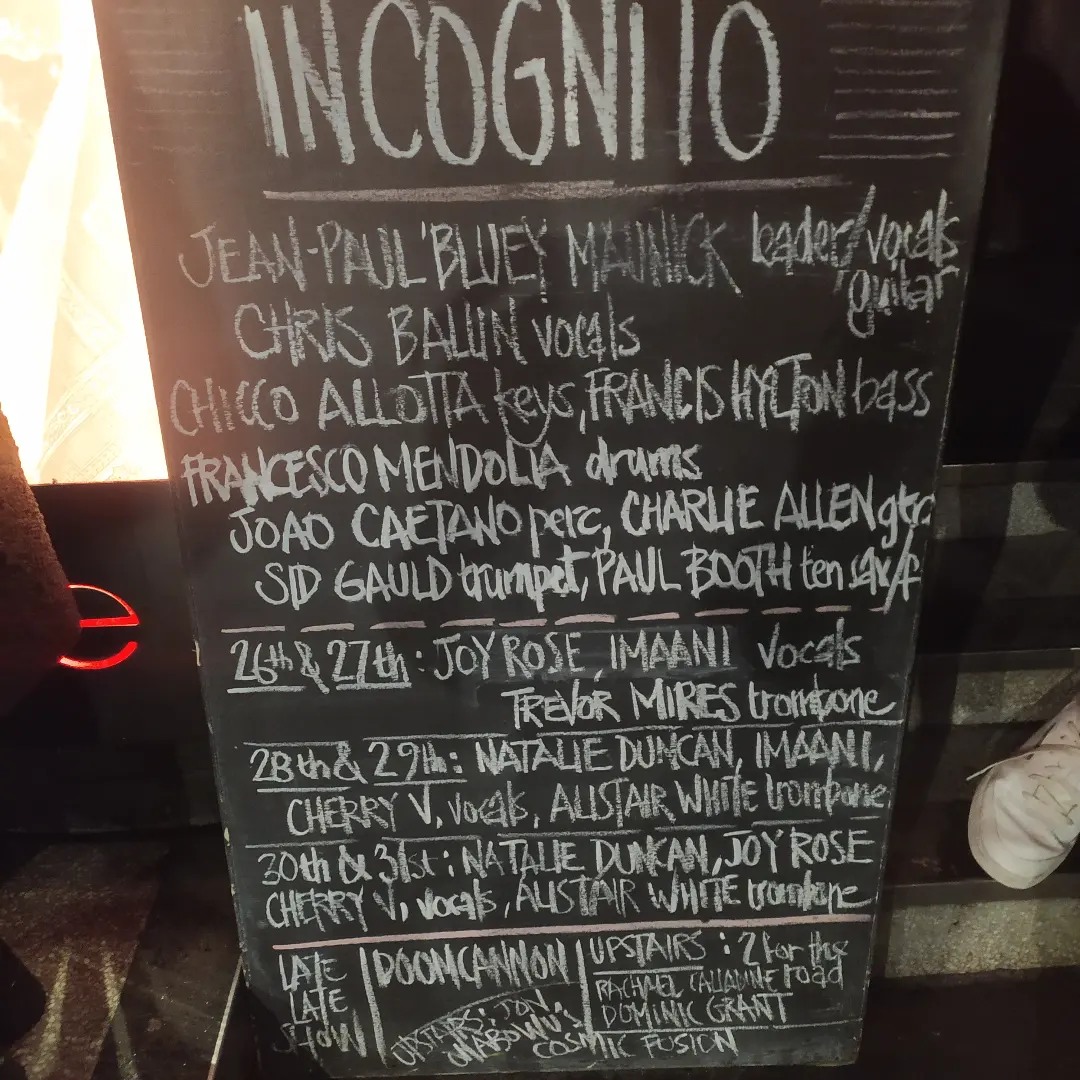 INCOGNITO
JEAN-PAUL 'BLUEY' MAUNICK leader/vocals
guitar
CHRIS BALLIN vocals
CHICCO ALLOTTA keys, FRANCIS HYLTON bass
FRANCESCO MENDOLIA drums
JOAO CAETANO perc, CHARLIE ALLEN gtr
SID GAULD trumpet, PAUL BOOTH ten sax/f
26th & 27th: JOY ROSE, IMAANI vocals
TREVOR MIRES trombone
28th & 29th: NATALIE DUNCAN, IMAANI,
CHERRY V, vocals, ALISTAIR WHITE trombone
30th & 31st: NATALIE DUNCAN, JOY ROSE
CHERRY V, vocals, ALISTAIR WHITE trombone
LATE LATE SHOW
DOOMCANNON
UPSTAIRS: JON
COSMIC FUSION
UPSTAIRS: 2 for the
road
RACHAEL CALLADINE
DOMINIC GRANT
e